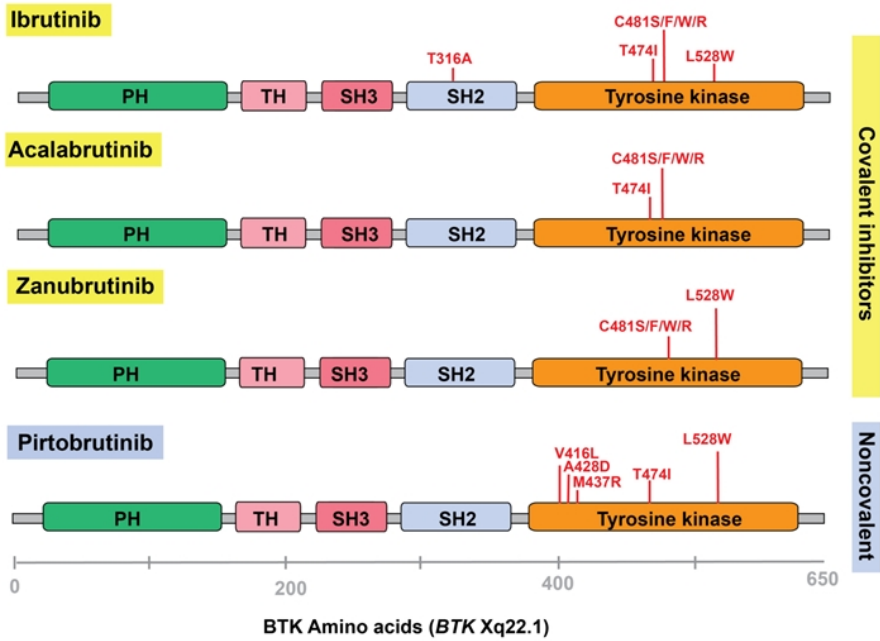 Ibrutinib
C481S/F/W/R
T316A
T474I
L528W
PH
TH
SH3
SH2
Tyrosine kinase
Acalabrutinib
C481S/F/W/R
T474I
PH
TH
SH3
SH2
Tyrosine kinase
Zanubrutinib
L528W
C481S/F/W/R
PH
TH
SH3
SH2
Tyrosine kinase
Covalent inhibitors
Pirtobrutinib
L528W
V416L
A428D
M437R
T474I
PH
TH
SH3
SH2
Tyrosine kinase
Noncovalent
0
200
400
650
BTK Amino acids (BTK Xq22.1)